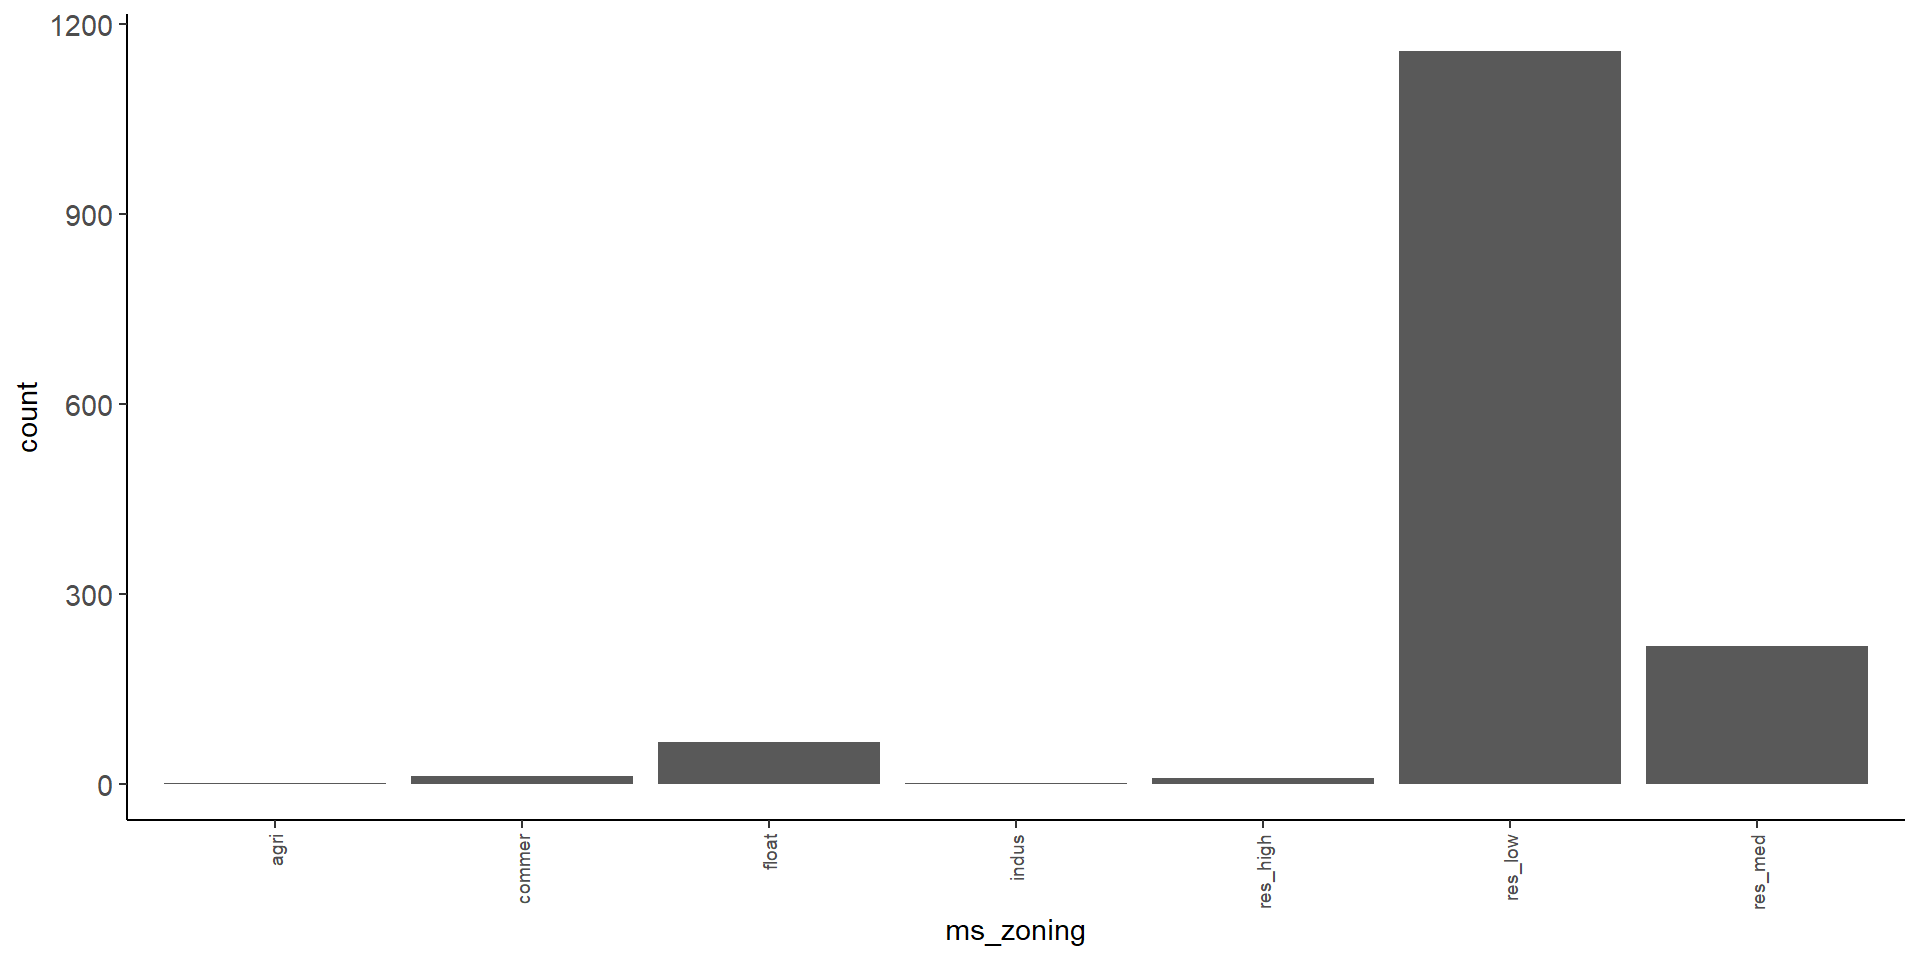 1200
900
600
300
0
count
agri
commer
float
indus
res_high
res_low
res_med
ms_zoning